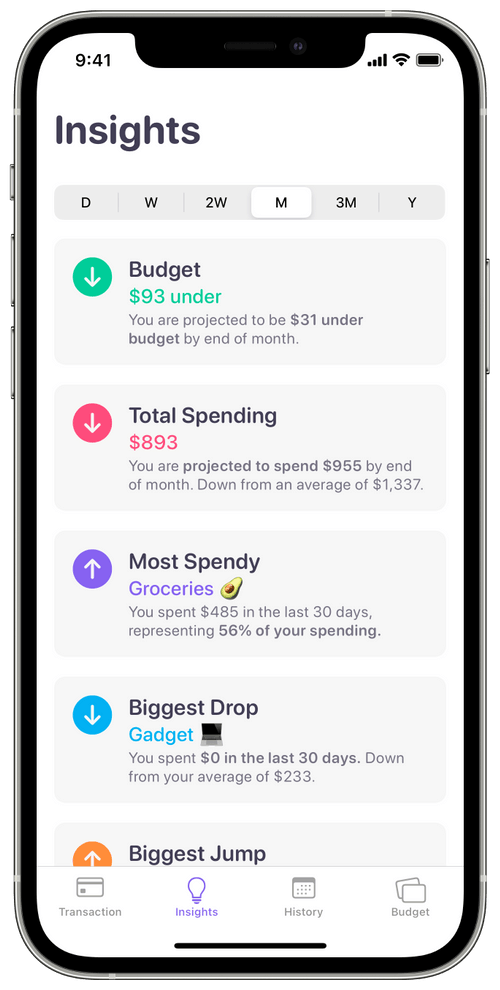 9:41
Insights
D W 2W M 3M Y
Budget
$93 under
You are projected to be $31 under
budget by end of month.
Total Spending
$893
You are projected to spend $955 by end
of month. Down from an average of $1,337.
Most Spendy
Groceries 🥑
You spent $485 in the last 30 days,
representing 56% of your spending.
Biggest Drop
Gadget 💻
You spent $0 in the last 30 days. Down
from your average of $233.
Biggest Jump
Transaction Insights History Budget